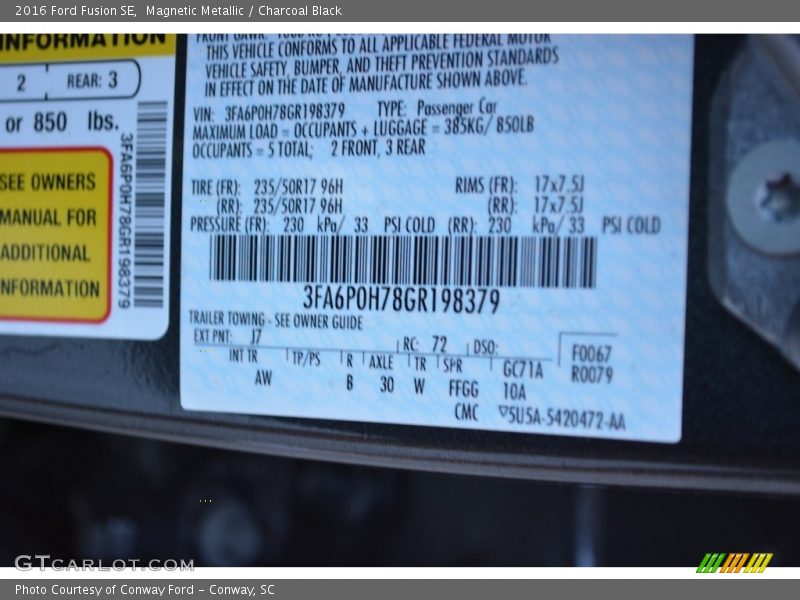 2016 Ford Fusion SE, Magnetic Metallic / Charcoal Black
INFORMATION
2 REAR: 3
or 850 lbs.
SEE OWNERS
MANUAL FOR
ADDITIONAL
INFORMATION
3FA6P0H78GR198379
THIS VEHICLE CONFORMS TO ALL APPLICABLE FEDERAL MOTOR
VEHICLE SAFETY, BUMPER, AND THEFT PREVENTION STANDARDS
IN EFFECT ON THE DATE OF MANUFACTURE SHOWN ABOVE.
VIN: 3FA6P0H78GR198379 TYPE: Passenger Car
MAXIMUM LOAD = OCCUPANTS + LUGGAGE = 385KG/ 850LB
OCCUPANTS = 5 TOTAL; 2 FRONT, 3 REAR
TIRE (FR): 235/50R17 96H RIMS (FR): 17x7.5J
(RR): 235/50R17 96H (RR): 17x7.5J
PRESSURE (FR): 230 kPa/ 33 PSI COLD (RR): 230 kPa/ 33 PSI COLD
3FA6P0H78GR198379
TRAILER TOWING - SEE OWNER GUIDE
EXT PNT: J7 RC: 72 DSO: F0067
INT TR TP/PS R AXLE TR SPR GC71A R0079
AW B 30 W FFGG 10A
CMC 5U5A-5420472-AA
GTCARLOT.COM
Photo Courtesy of Conway Ford - Conway, SC